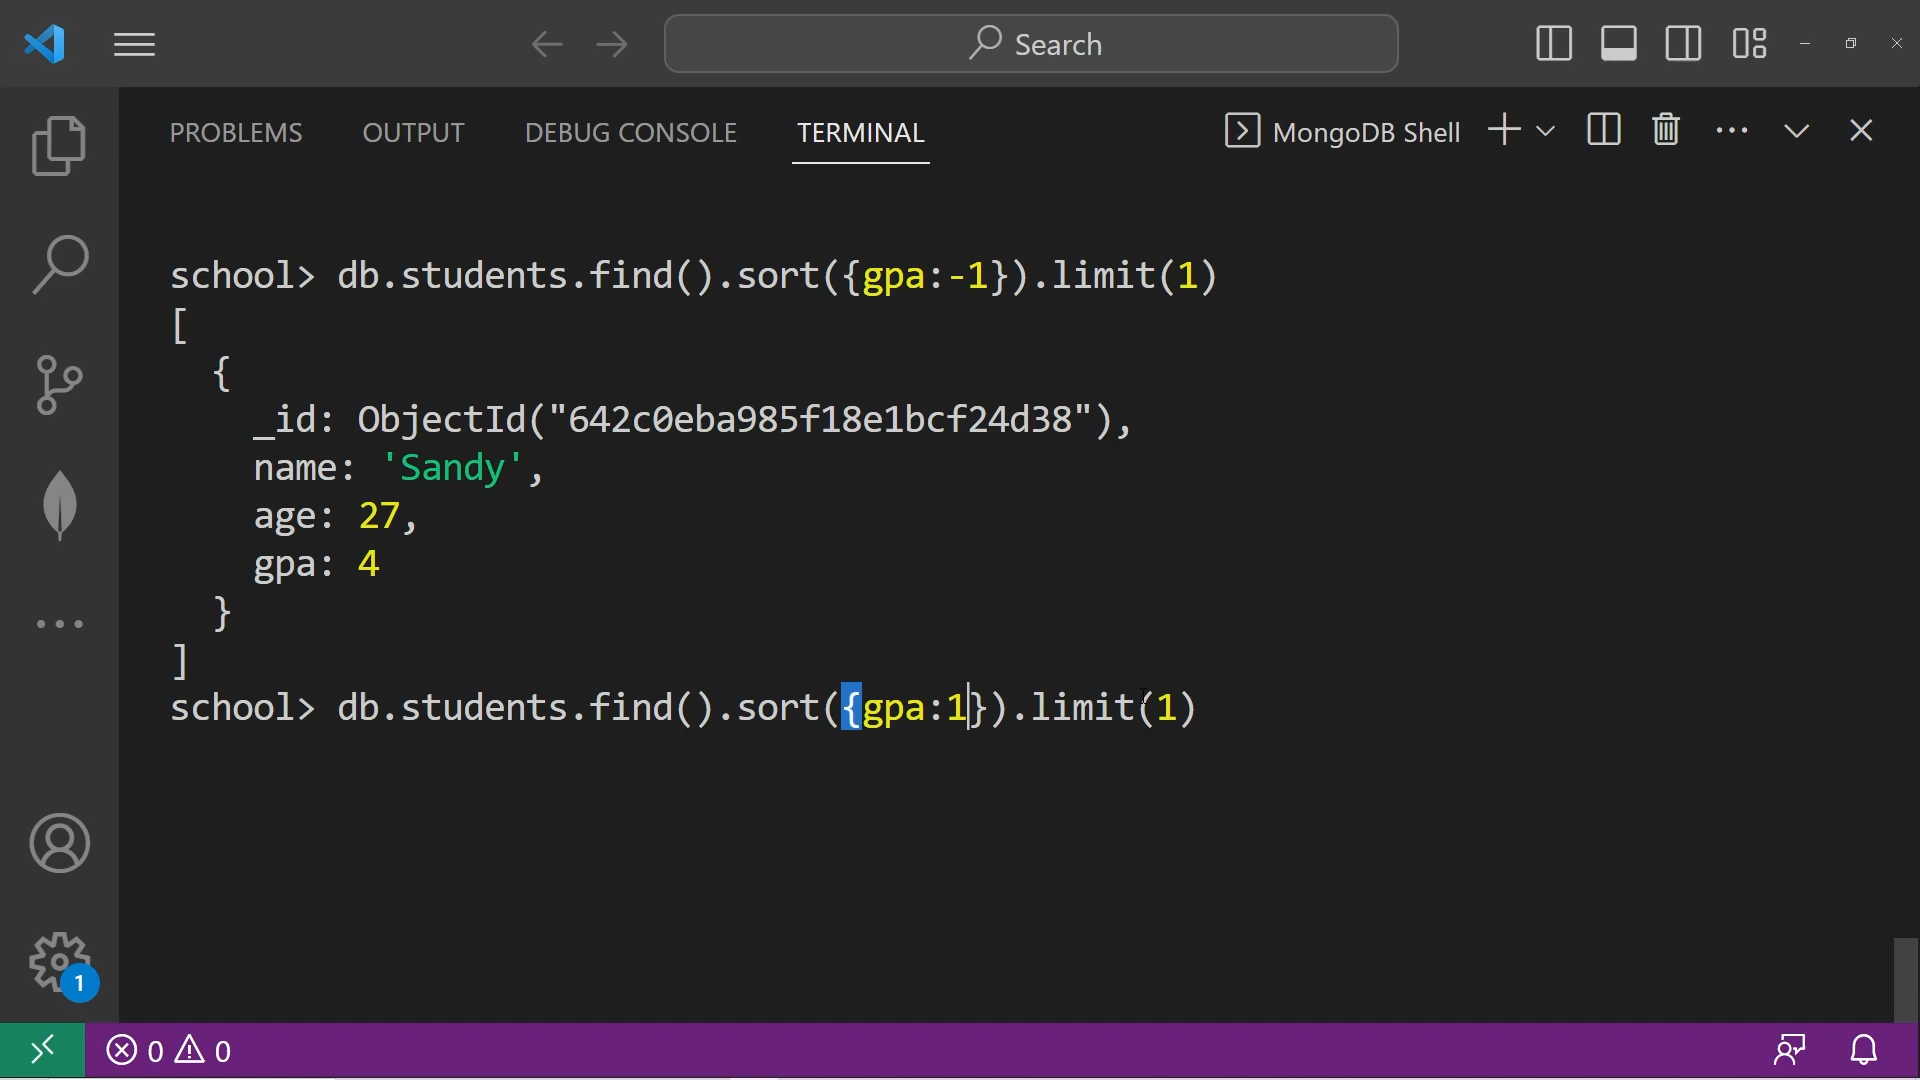 Search
PROBLEMS OUTPUT DEBUG CONSOLE TERMINAL MongoDB Shell
school> db.students.find().sort({gpa:-1}).limit(1)
[
  {
    _id: ObjectId("642c0eba985f18e1bcf24d38"),
    name: 'Sandy',
    age: 27,
    gpa: 4
  }
]
school> db.students.find().sort({gpa:1}).limit(1)
1
0 0